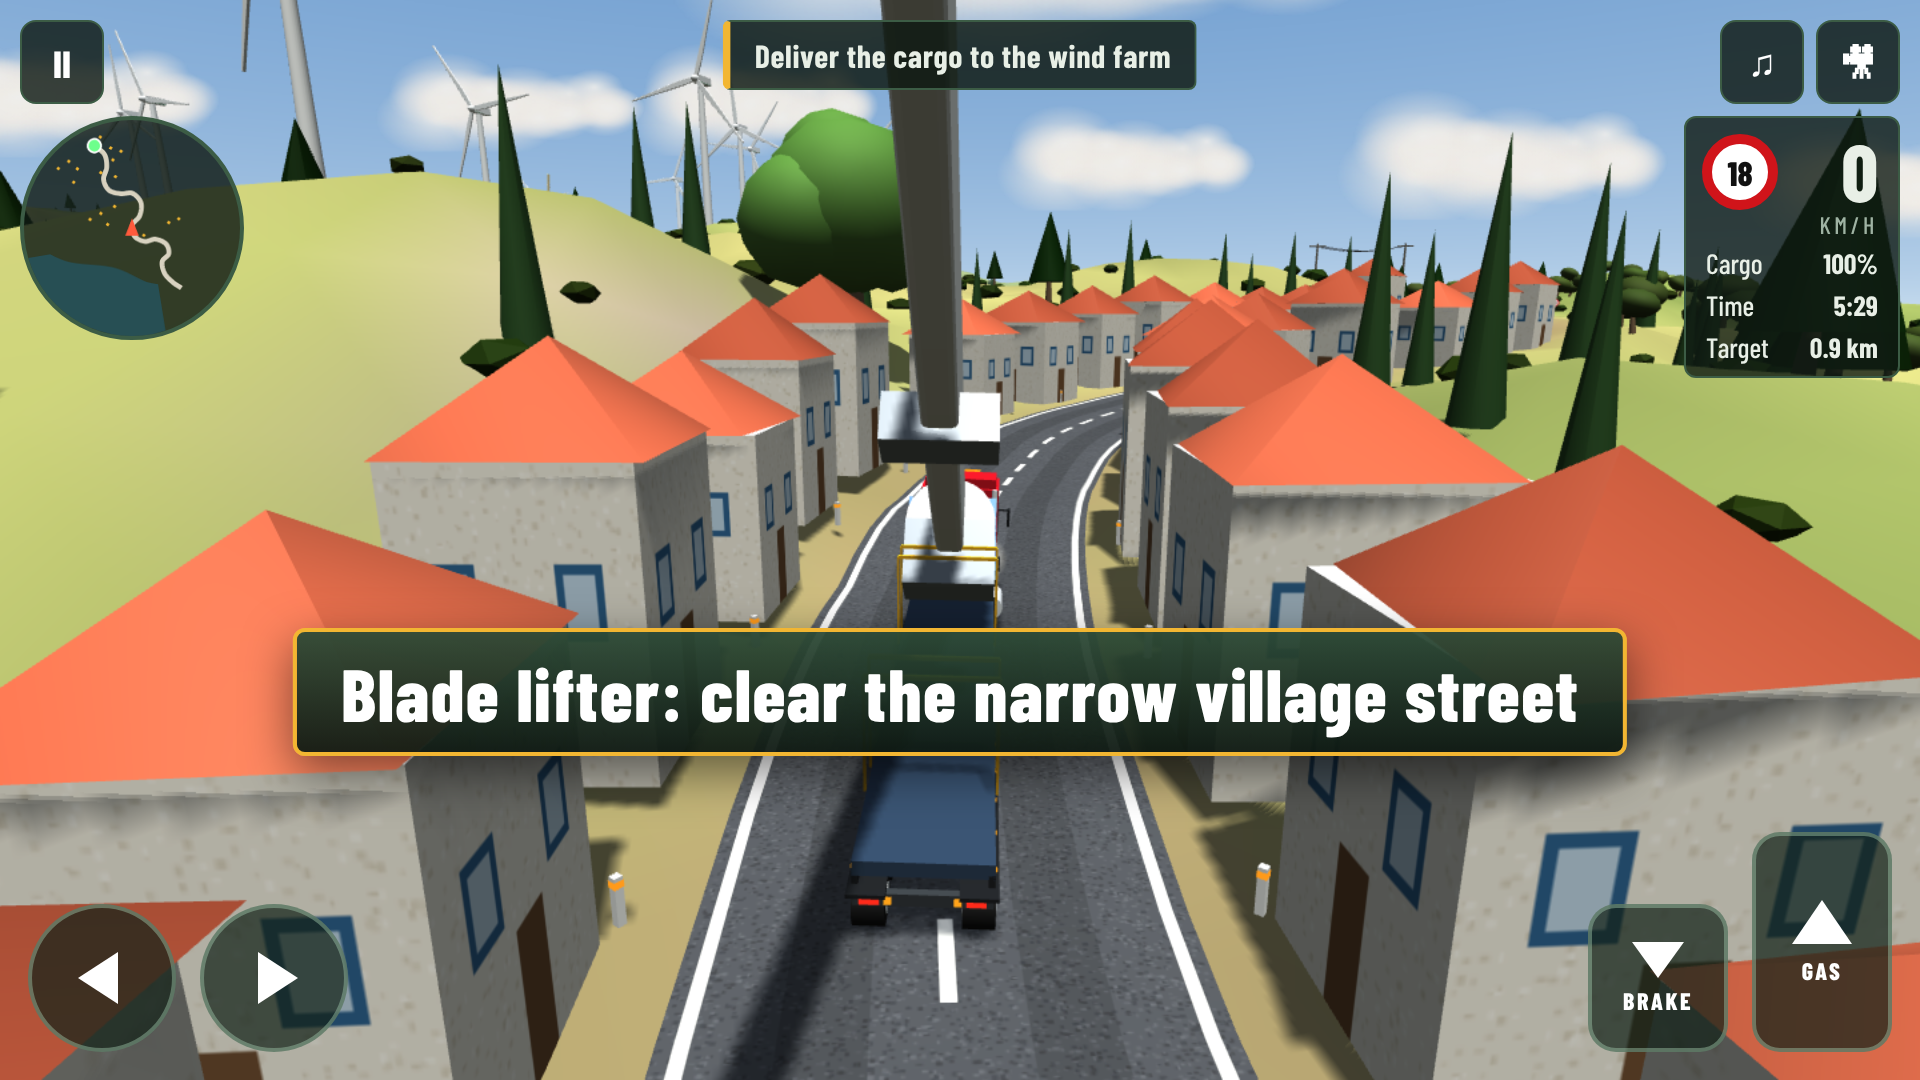 Deliver the cargo to the wind farm
18
0
KM/H
Cargo 100%
Time 5:29
Target 0.9 km
Blade lifter: clear the narrow village street
BRAKE
GAS